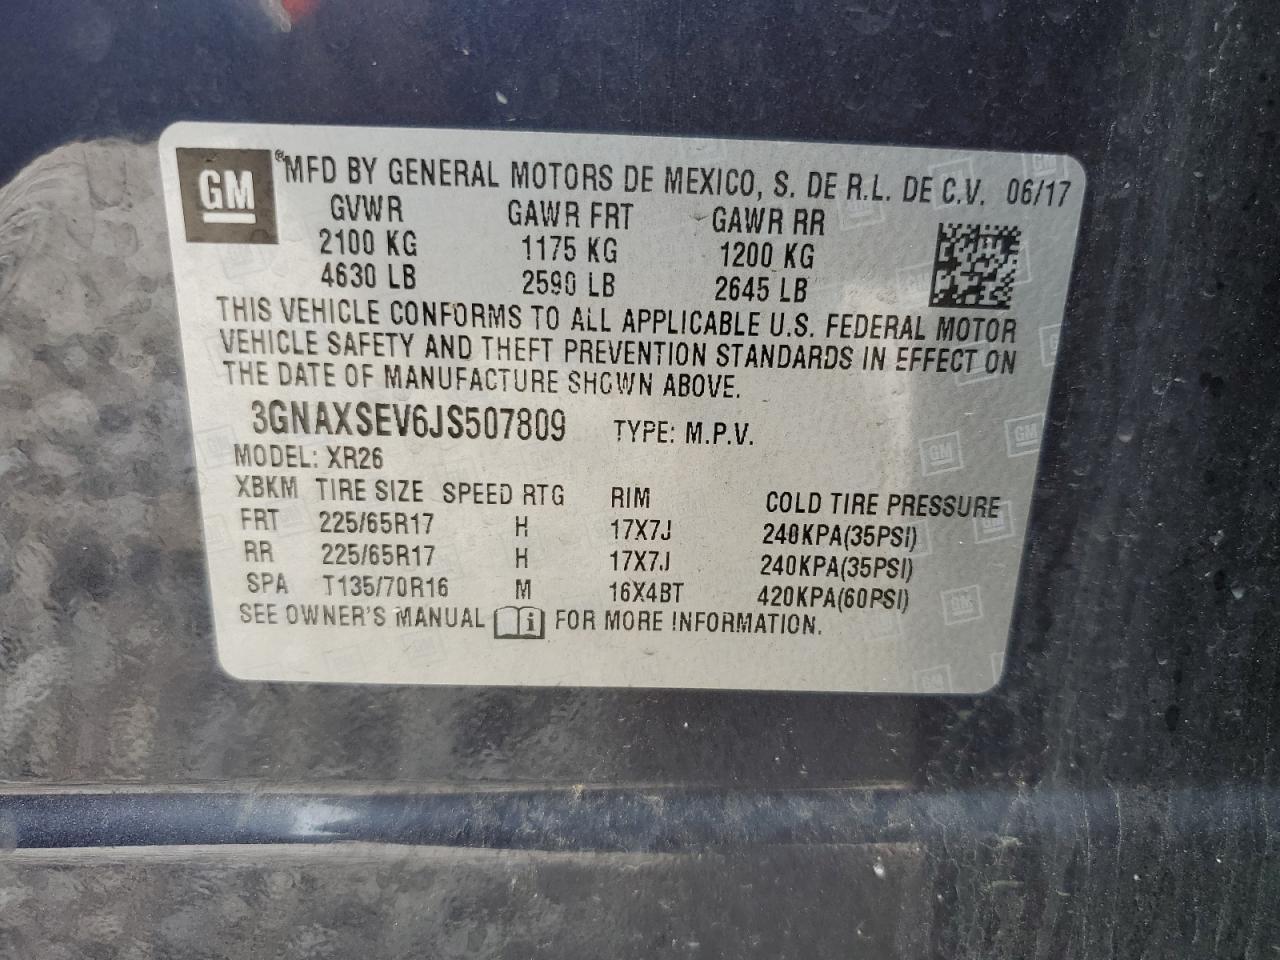 GM ®MFD BY GENERAL MOTORS DE MEXICO, S. DE R.L. DE C.V. 06/17
GVWR GAWR FRT GAWR RR
2100 KG 1175 KG 1200 KG
4630 LB 2590 LB 2645 LB
THIS VEHICLE CONFORMS TO ALL APPLICABLE U.S. FEDERAL MOTOR
VEHICLE SAFETY AND THEFT PREVENTION STANDARDS IN EFFECT ON
THE DATE OF MANUFACTURE SHOWN ABOVE.
3GNAXSEV6JS507809 TYPE: M.P.V.
MODEL: XR26
XBKM TIRE SIZE SPEED RTG RIM COLD TIRE PRESSURE
FRT 225/65R17 H 17X7J 240KPA(35PSI)
RR 225/65R17 H 17X7J 240KPA(35PSI)
SPA T135/70R16 M 16X4BT 420KPA(60PSI)
SEE OWNER'S MANUAL i FOR MORE INFORMATION.